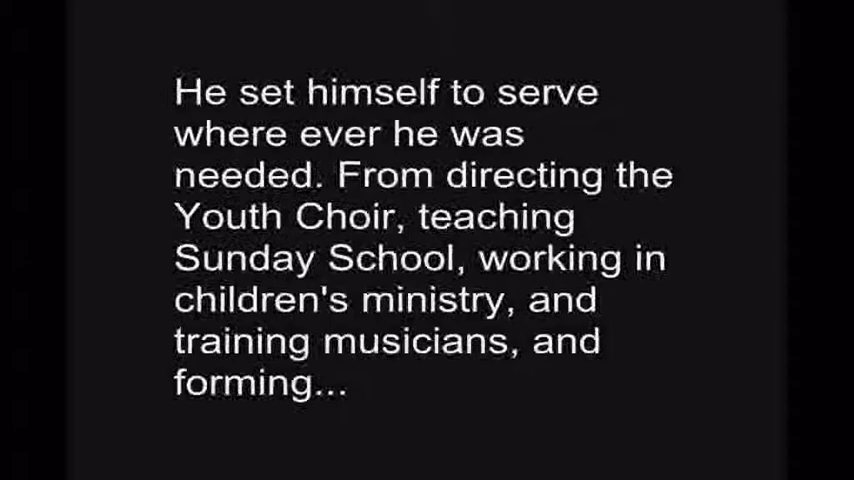 He set himself to serve
where ever he was
needed. From directing the
Youth Choir, teaching
Sunday School, working in
children's ministry, and
training musicians, and
forming...